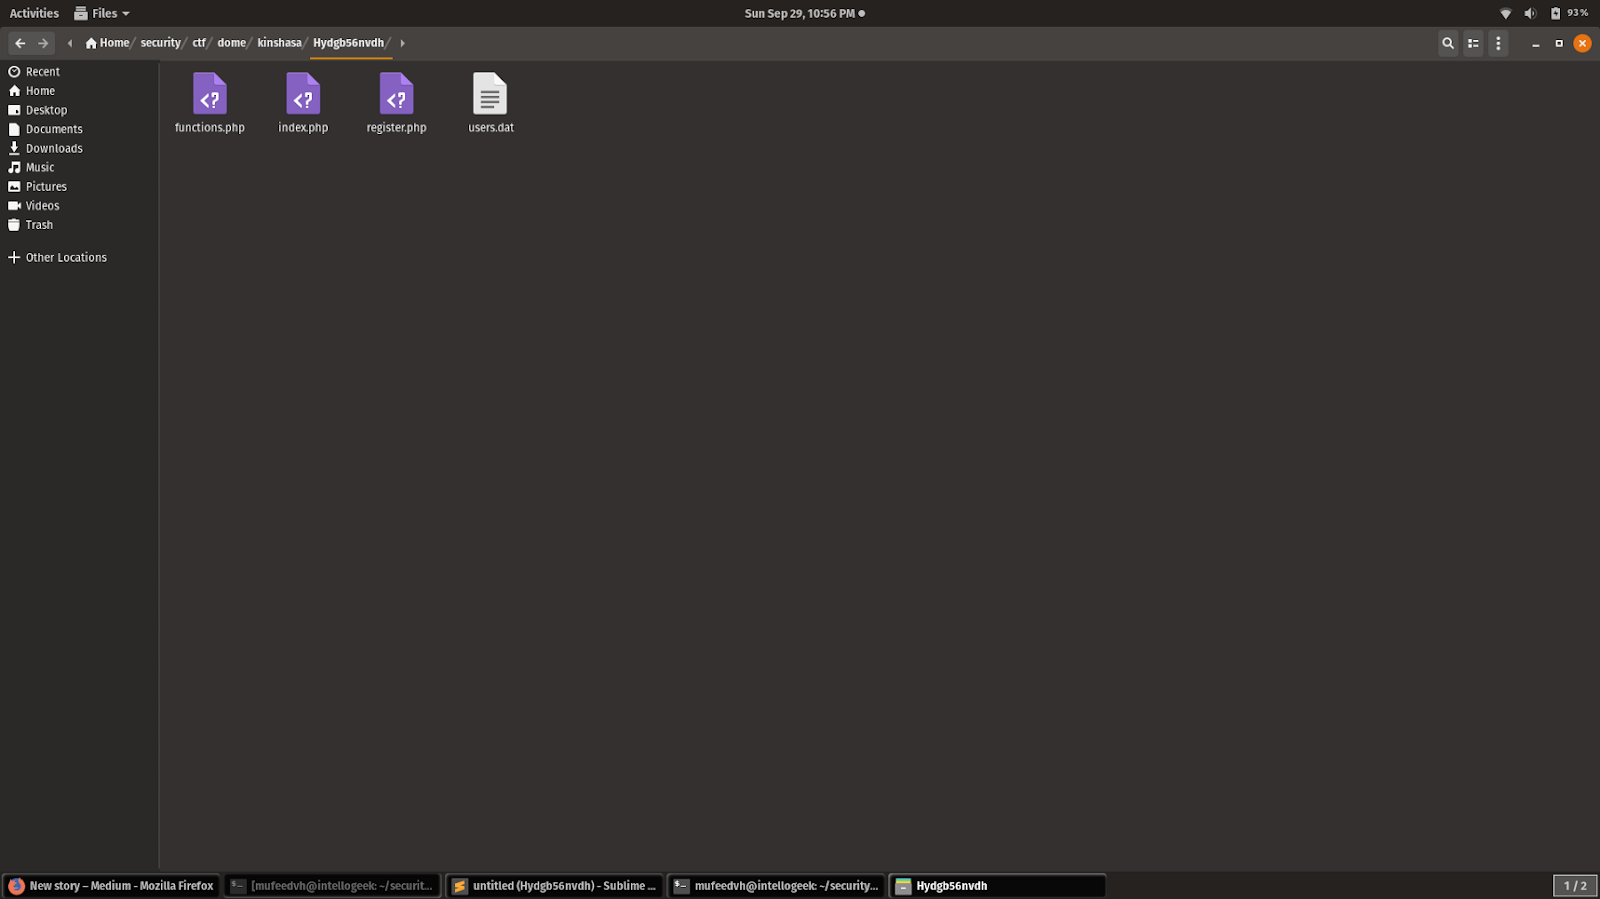 Activities Files Sun Sep 29, 10:56 PM 93%
Home/ security/ ctf/ dome/ kinshasa/ Hydgb56nvdh/
Recent
Home
Desktop
Documents
Downloads
Music
Pictures
Videos
Trash
Other Locations
functions.php index.php register.php users.dat
New story – Medium - Mozilla Firefox [mufeedvh@intellogeek: ~/securit... untitled (Hydgb56nvdh) - Sublime ... mufeedvh@intellogeek: ~/security... Hydgb56nvdh 1 / 2